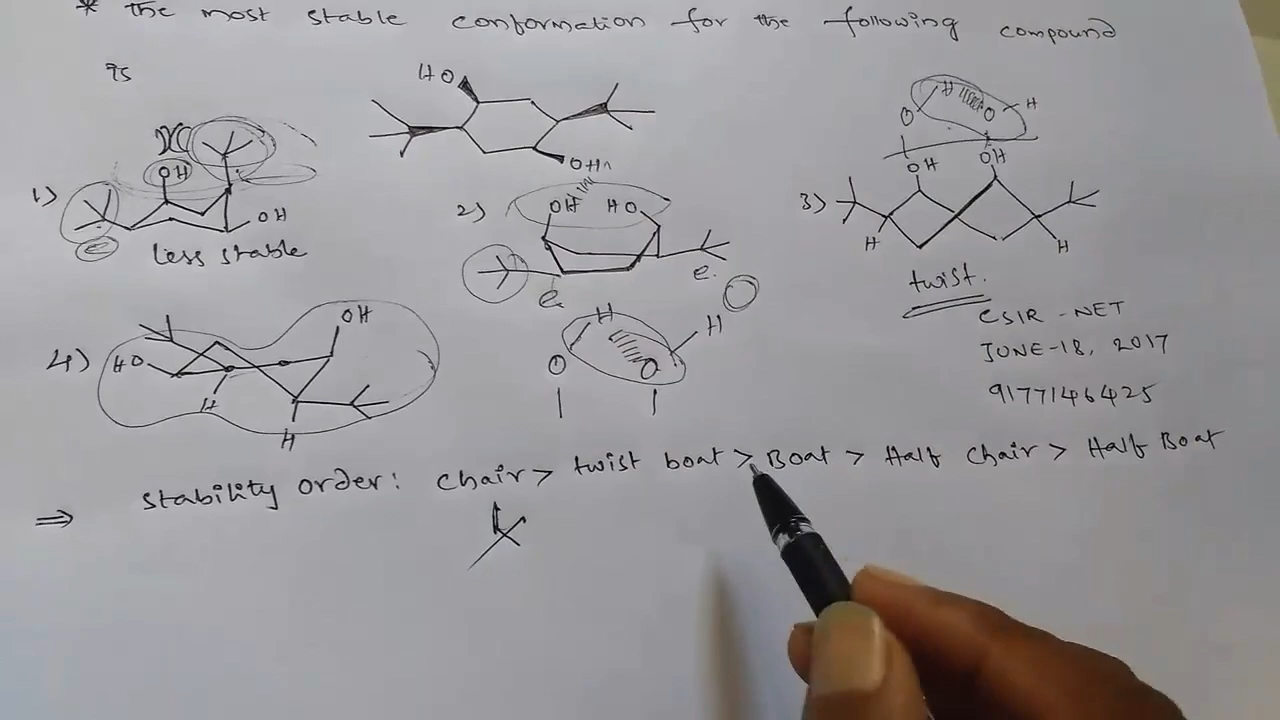 * The most stable conformation for the following compound
is
HO
OH
1)
OH
OH
e
less stable
2)
OH HO
e
e.
O H
O H
3)
O H O H
OH OH
H H
twist.
4)
OH
HO
H
H
CSIR - NET
JUNE-18, 2017
9177146425
Stability order: chair > twist boat > Boat > Half chair > Half Boat
⇒